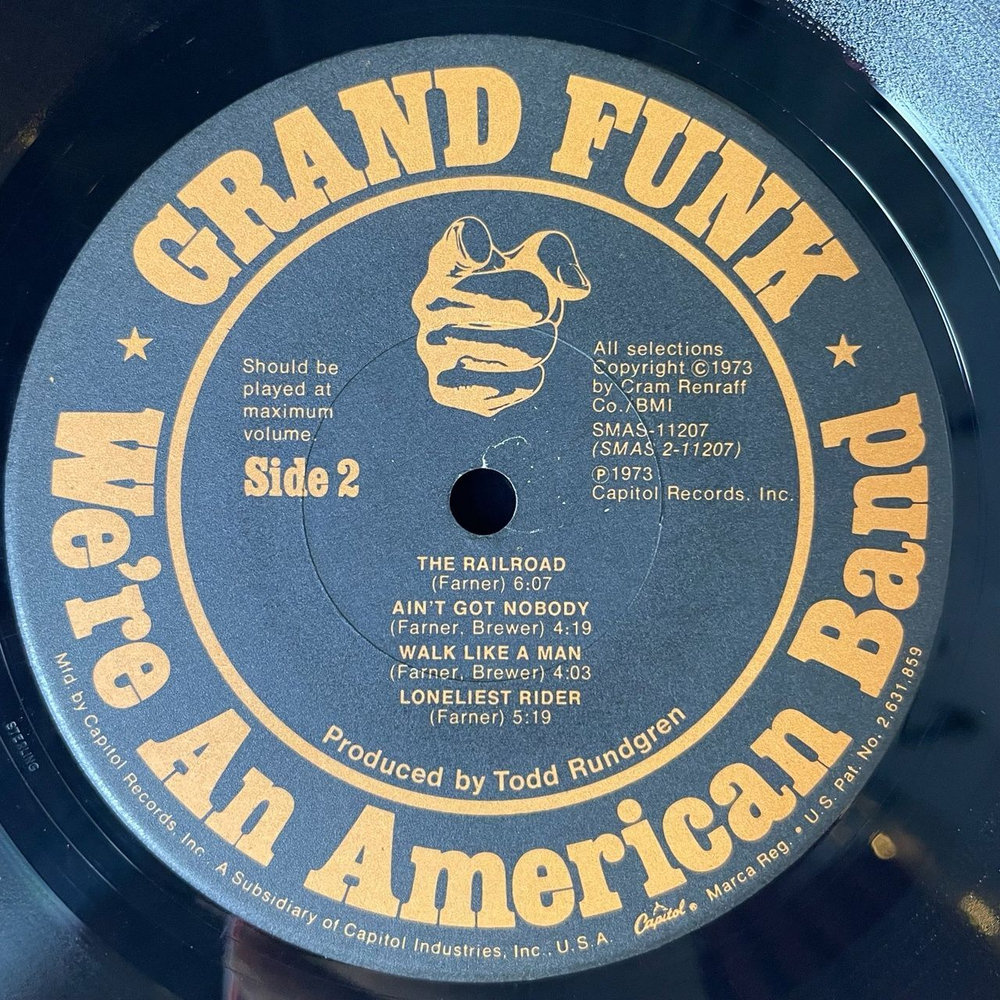 GRAND FUNK
Should be
played at
maximum
volume.
Side 2
All selections
Copyright ©1973
by Cram Renraff
Co./BMI
SMAS-11207
(SMAS 2-11207)
℗1973
Capitol Records, Inc.
THE RAILROAD
(Farner) 6:07
AIN'T GOT NOBODY
(Farner, Brewer) 4:19
WALK LIKE A MAN
(Farner, Brewer) 4:03
LONELIEST RIDER
(Farner) 5:19
Produced by Todd Rundgren
We're An American Band
Mfd. by Capitol Records, Inc. A Subsidiary of Capitol Industries, Inc., U.S.A. Capitol ® Marca Reg. • U.S. Pat. No. 2,631,859
STERLING